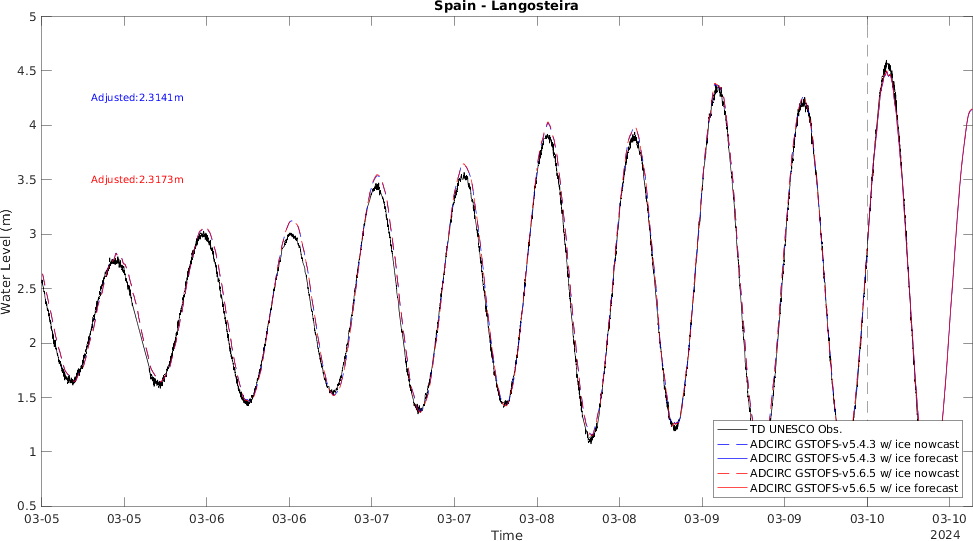 Spain - Langosteira
5
4.5
4
3.5
3
2.5
2
1.5
1
0.5
Water Level (m)
Adjusted:2.3141m
Adjusted:2.3173m
TD UNESCO Obs.
ADCIRC GSTOFS-v5.4.3 w/ ice nowcast
ADCIRC GSTOFS-v5.4.3 w/ ice forecast
ADCIRC GSTOFS-v5.6.5 w/ ice nowcast
ADCIRC GSTOFS-v5.6.5 w/ ice forecast
03-05 03-05 03-06 03-06 03-07 03-07 03-08 03-08 03-09 03-09 03-10 03-10
2024
Time